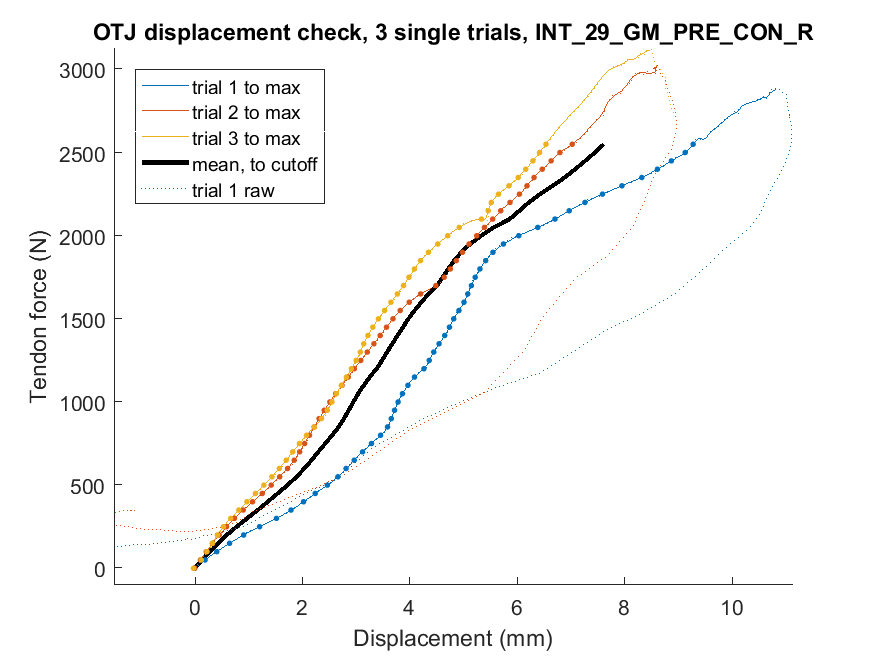 OTJ displacement check, 3 single trials, INT_29_GM_PRE_CON_R
3000
2500
2000
1500
1000
500
0
Tendon force (N)
trial 1 to max
trial 2 to max
trial 3 to max
mean, to cutoff
trial 1 raw
0 2 4 6 8 10
Displacement (mm)